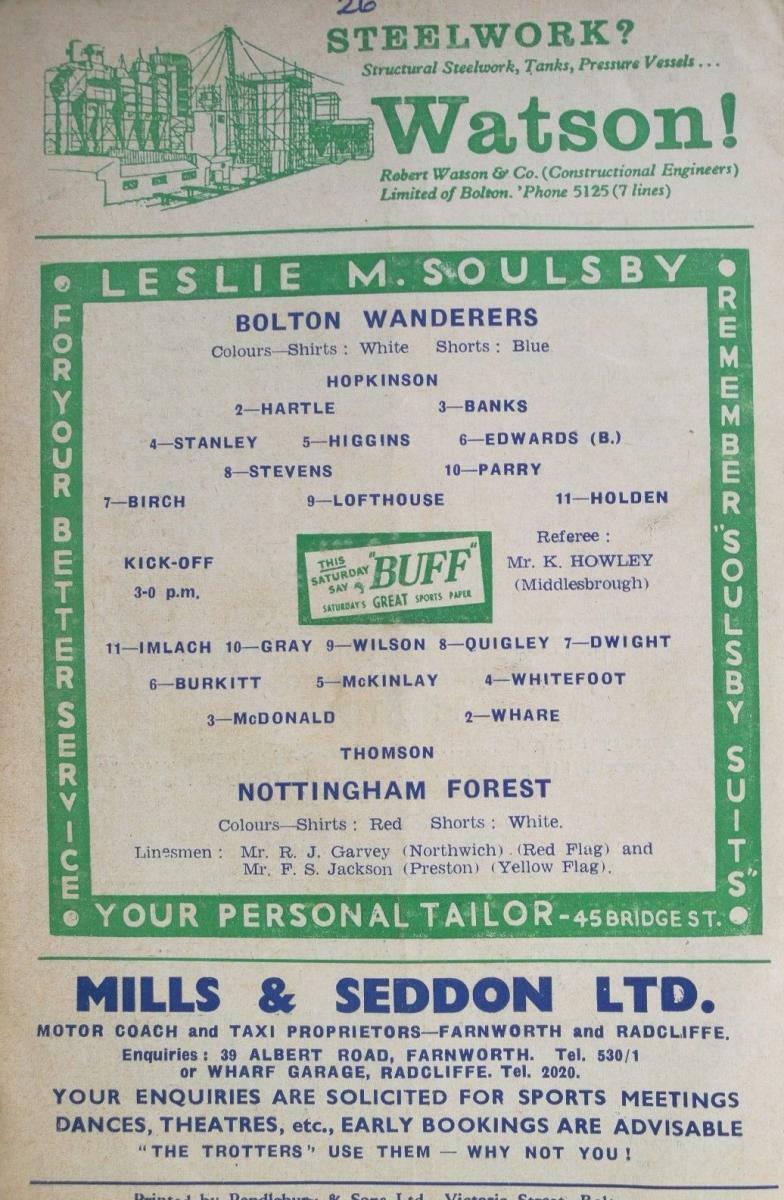 26
STEELWORK?
Structural Steelwork, Tanks, Pressure Vessels...
Watson!
Robert Watson & Co. (Constructional Engineers)
Limited of Bolton. 'Phone 5125 (7 lines)
LESLIE M. SOULSBY
FOR YOUR BETTER SERVICE
REMEMBER "SOULSBY SUITS"
BOLTON WANDERERS
Colours—Shirts : White Shorts : Blue
HOPKINSON
2—HARTLE 3—BANKS
4—STANLEY 5—HIGGINS 6—EDWARDS (B.)
8—STEVENS 10—PARRY
7—BIRCH 9—LOFTHOUSE 11—HOLDEN
KICK-OFF
3-0 p.m.
THIS
SATURDAY
SAY
"BUFF"
SATURDAY'S GREAT SPORTS PAPER
Referee :
Mr. K. HOWLEY
(Middlesbrough)
11—IMLACH 10—GRAY 9—WILSON 8—QUIGLEY 7—DWIGHT
6—BURKITT 5—McKINLAY 4—WHITEFOOT
3—McDONALD 2—WHARE
THOMSON
NOTTINGHAM FOREST
Colours—Shirts : Red Shorts : White.
Linesmen : Mr. R. J. Garvey (Northwich) . (Red Flag) and
Mr. F. S. Jackson (Preston) (Yellow Flag).
YOUR PERSONAL TAILOR - 45 BRIDGE ST.
MILLS & SEDDON LTD.
MOTOR COACH and TAXI PROPRIETORS—FARNWORTH and RADCLIFFE.
Enquiries : 39 ALBERT ROAD, FARNWORTH. Tel. 530/1
or WHARF GARAGE, RADCLIFFE. Tel. 2020.
YOUR ENQUIRIES ARE SOLICITED FOR SPORTS MEETINGS
DANCES, THEATRES, etc., EARLY BOOKINGS ARE ADVISABLE
"THE TROTTERS" USE THEM — WHY NOT YOU !
Printed by Pendlebury & Sons Ltd., Victoria Street,